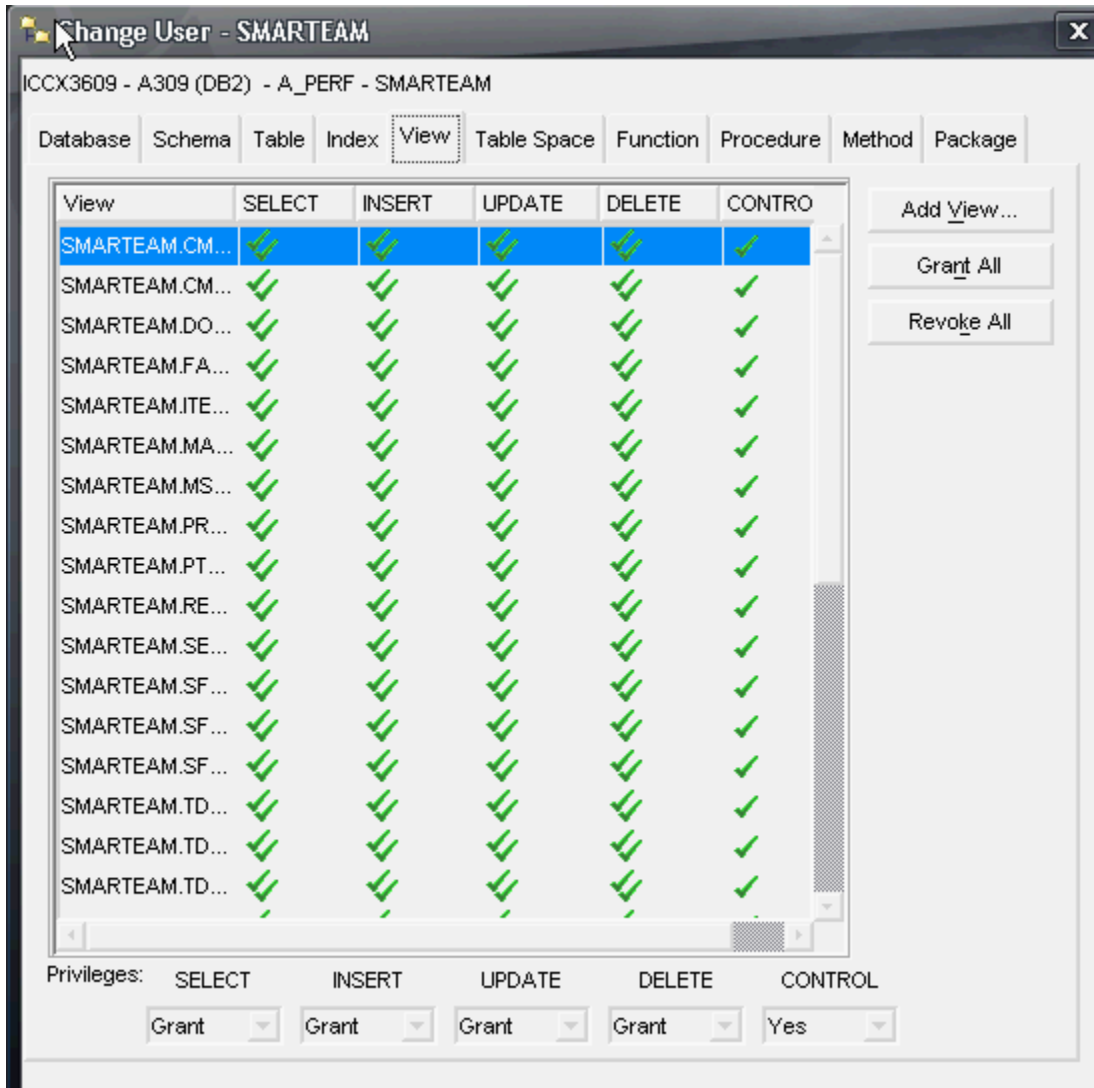 Change User - SMARTEAM
ICCX3609 - A309 (DB2) - A_PERF - SMARTEAM
Database Schema Table Index View Table Space Function Procedure Method Package
View SELECT INSERT UPDATE DELETE CONTRO
Add View...
SMARTEAM.CM...
Grant All
SMARTEAM.CM...
Revoke All
SMARTEAM.DO...
SMARTEAM.FA...
SMARTEAM.ITE...
SMARTEAM.MA...
SMARTEAM.MS...
SMARTEAM.PR...
SMARTEAM.PT...
SMARTEAM.RE...
SMARTEAM.SE...
SMARTEAM.SF...
SMARTEAM.SF...
SMARTEAM.SF...
SMARTEAM.TD...
SMARTEAM.TD...
SMARTEAM.TD...
Privileges: SELECT INSERT UPDATE DELETE CONTROL
Grant Grant Grant Grant Yes